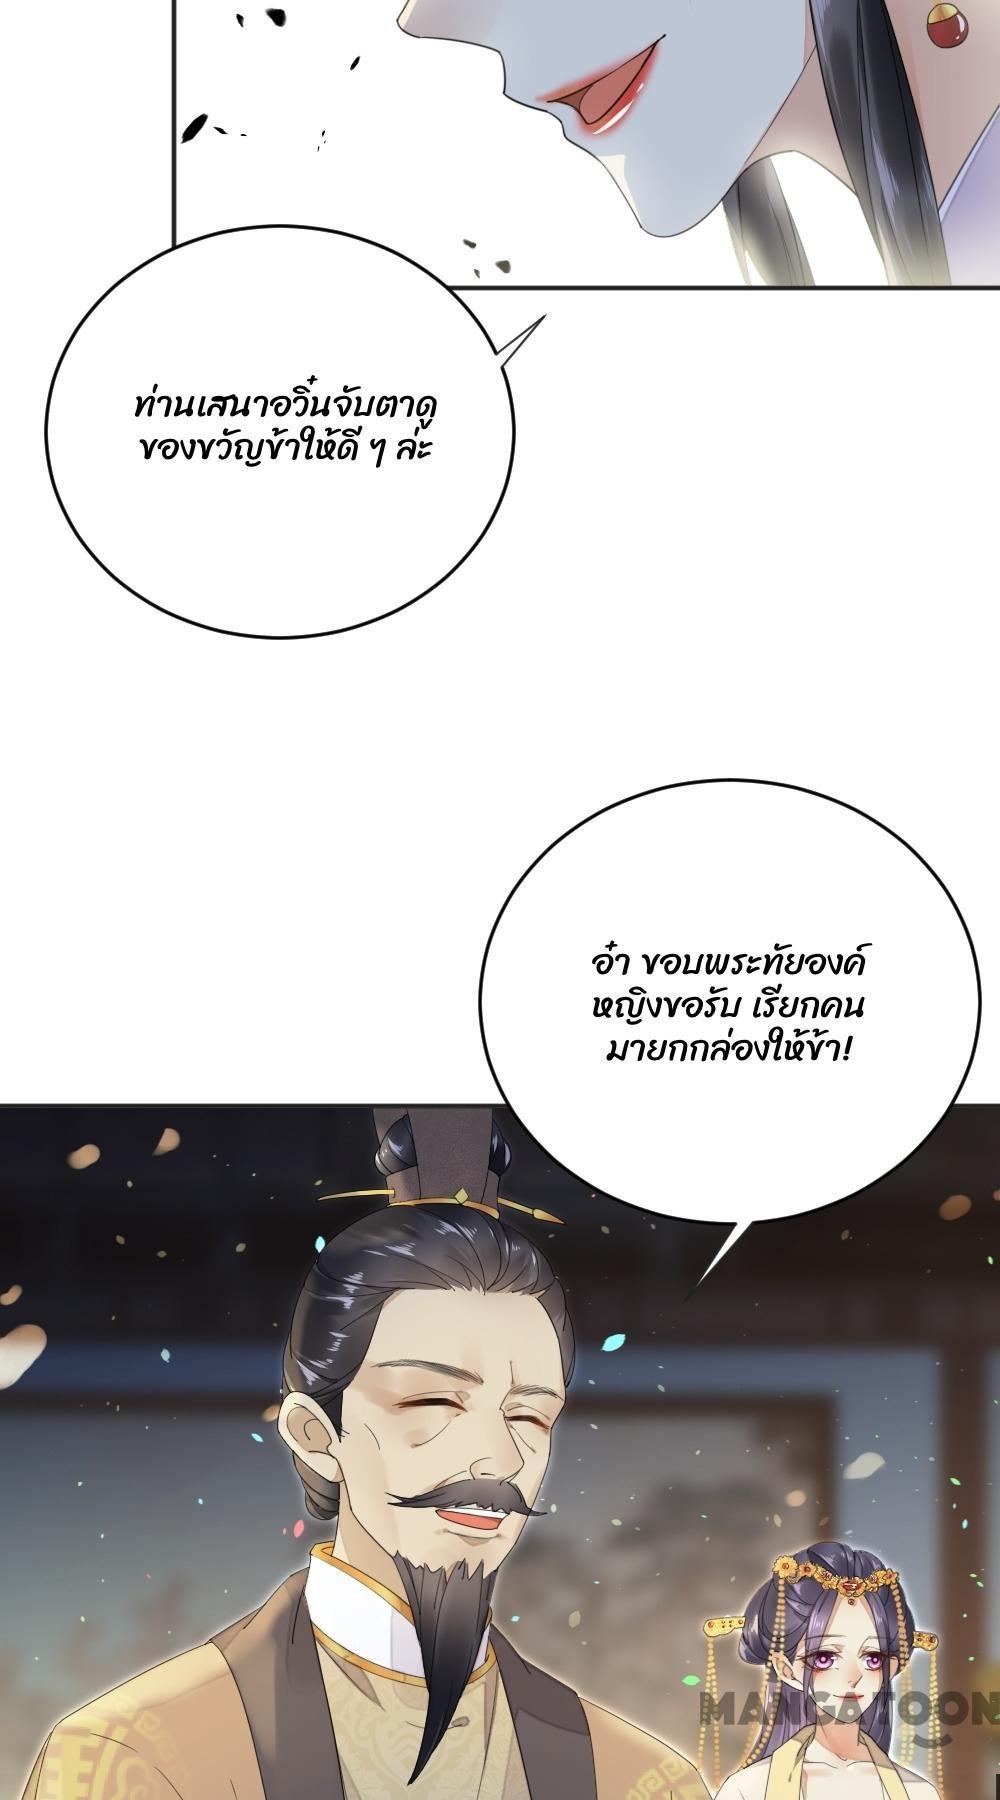 ท่านเสนาอวิ๋นจับตาดู
ของขวัญข้าให้ดี ๆ ล่ะ
อ๋า ขอบพระทัยองค์
หญิงขอรับ เรียกคน
มายกกล่องให้ข้า!
MANGATOON